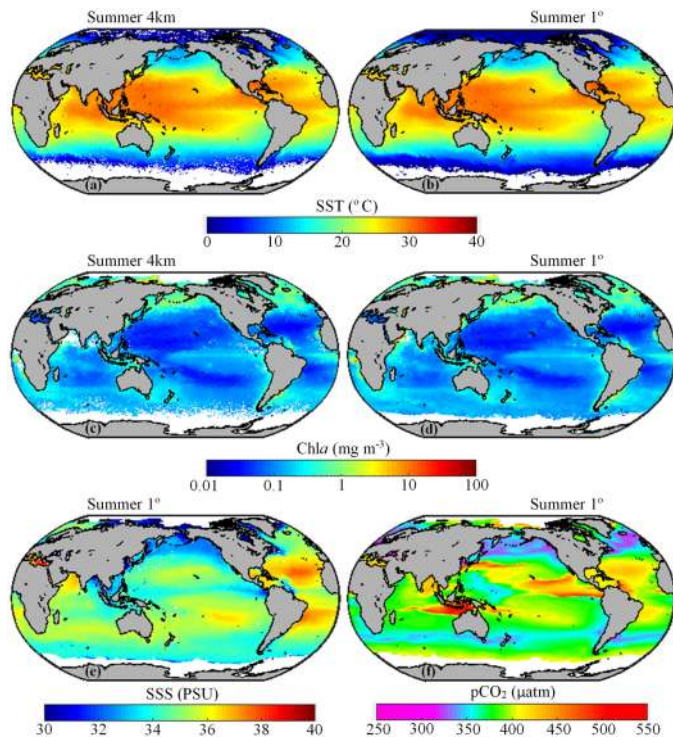 Summer 4km Summer 1°
(a) (b)
SST (° C)
0 10 20 30 40
Summer 4km Summer 1°
(c) (d)
Chla (mg m⁻³)
0.01 0.1 1 10 100
Summer 1° Summer 1°
(e) (f)
SSS (PSU) pCO₂ (µatm)
30 32 34 36 38 40 250 300 350 400 450 500 550